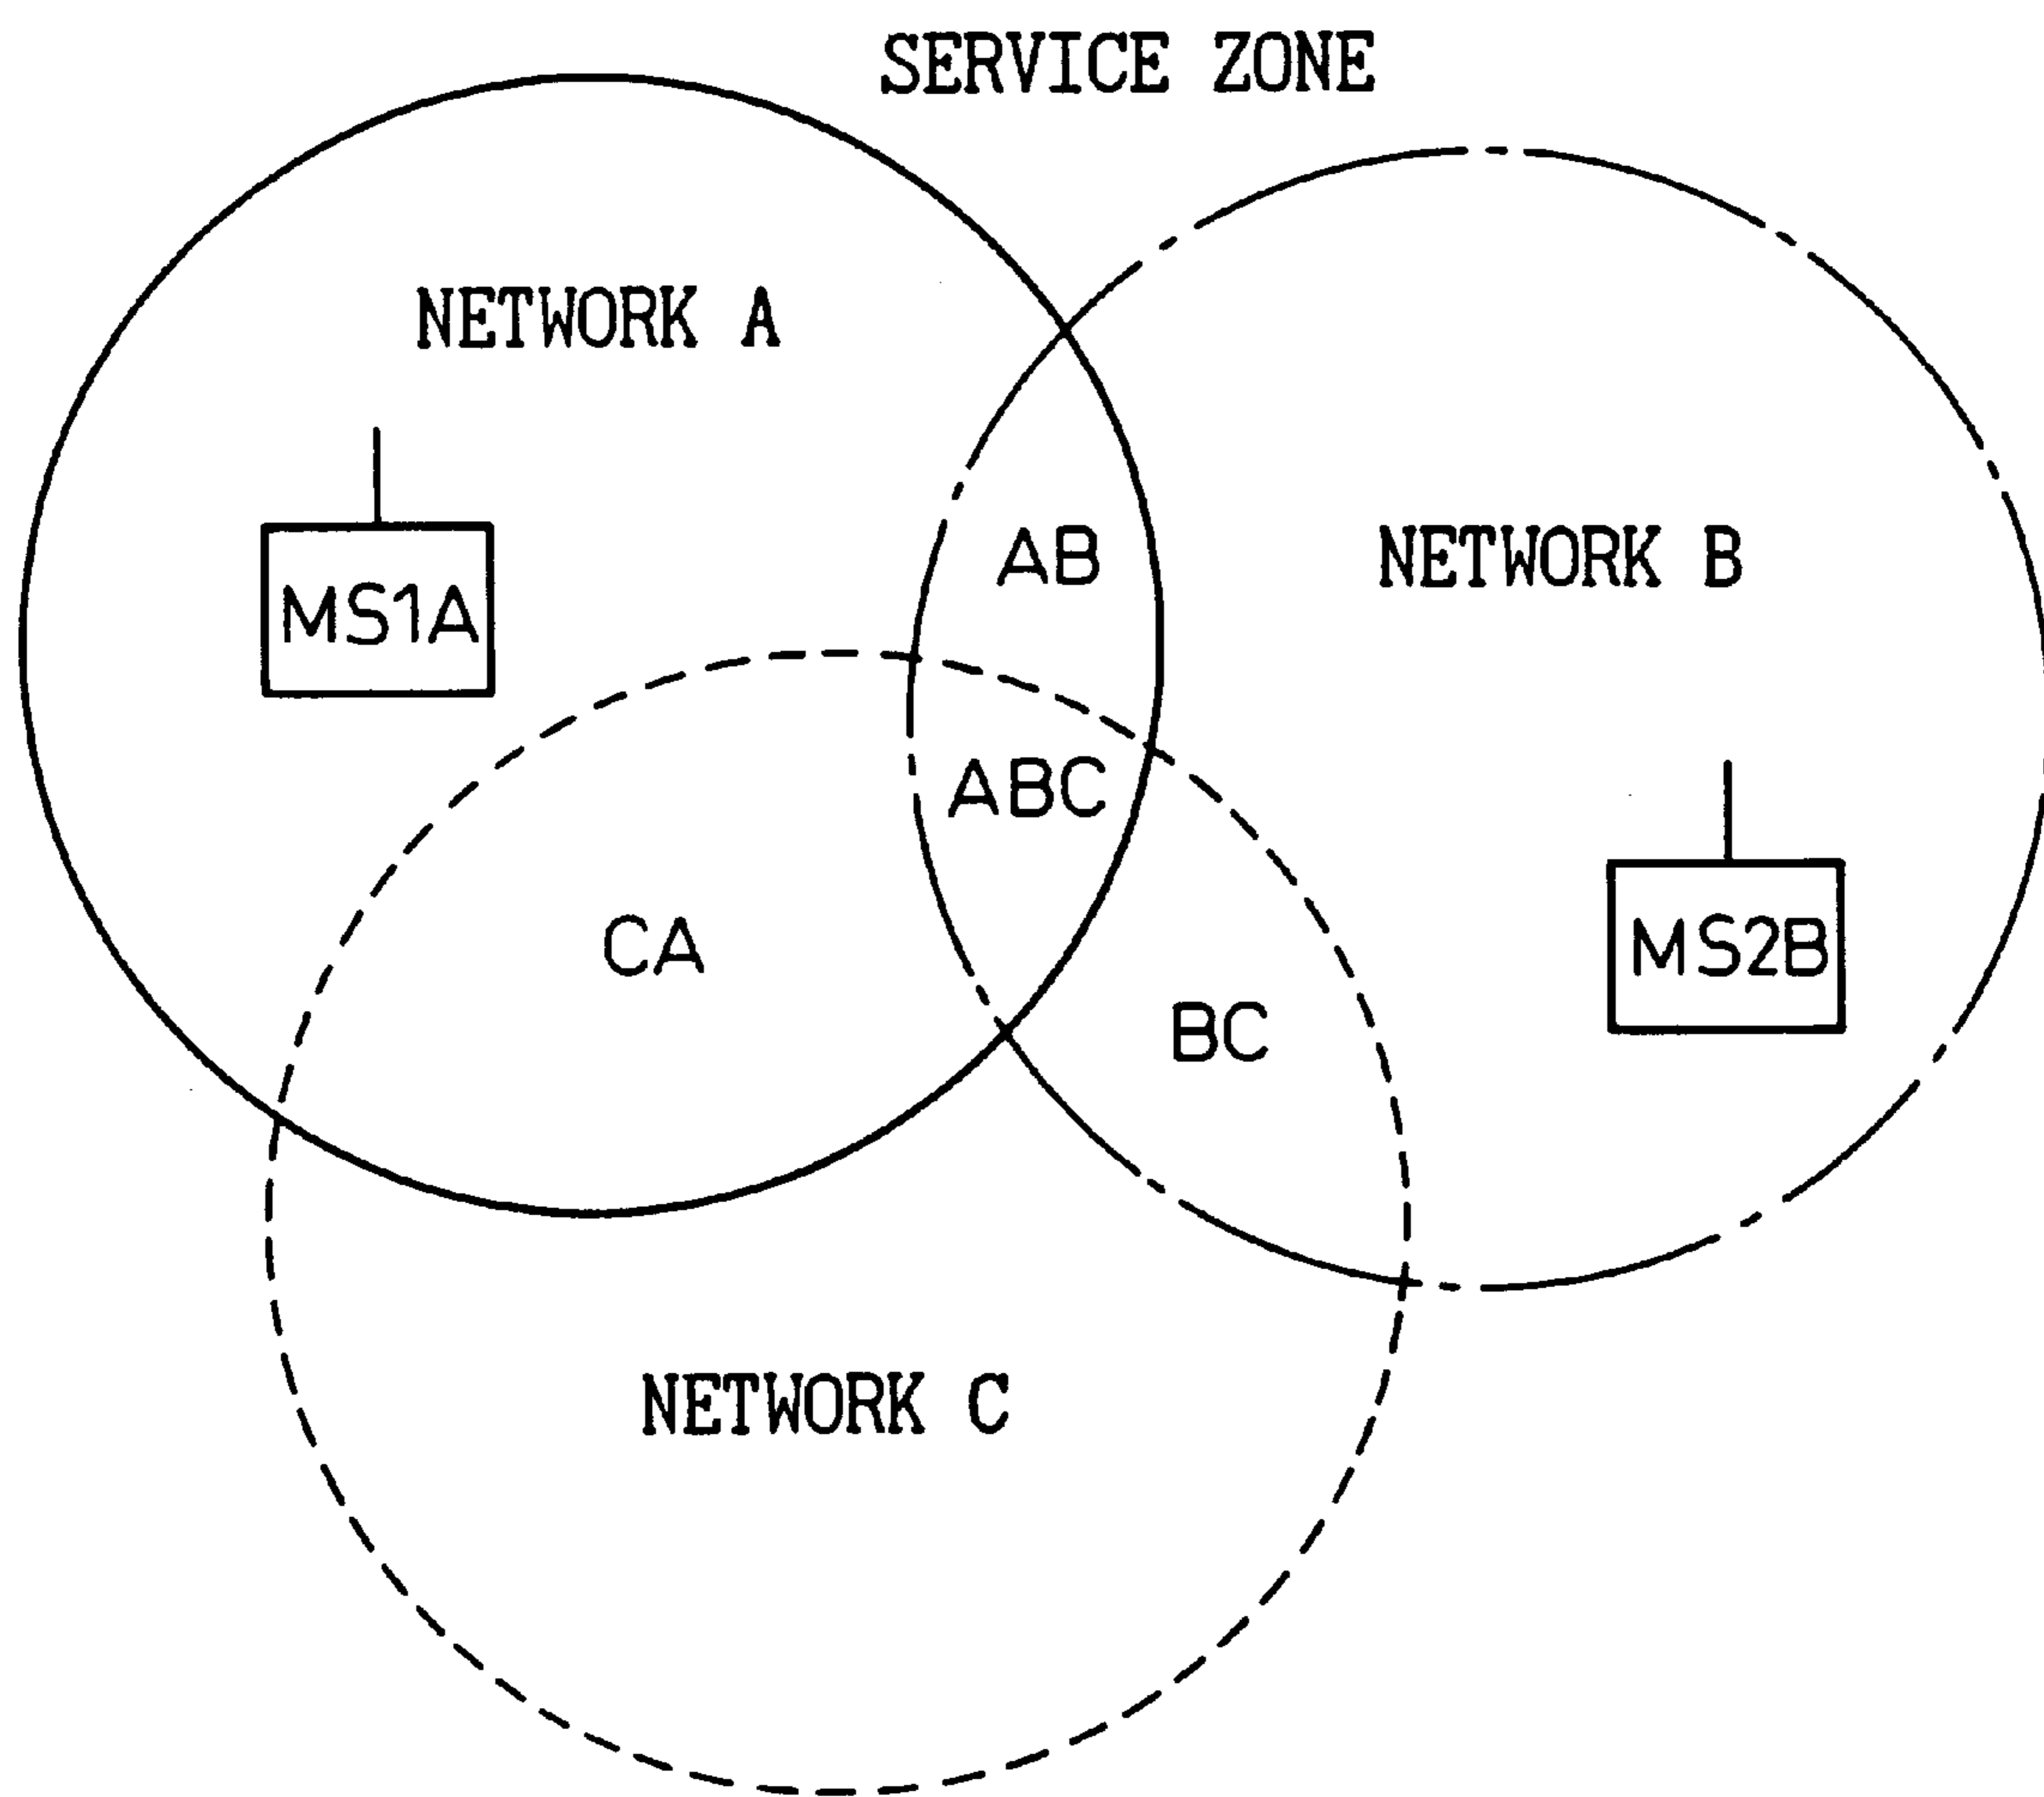 SERVICE ZONE
NETWORK A
NETWORK B
AB
MS1A
ABC
CA
MS2B
BC
NETWORK C